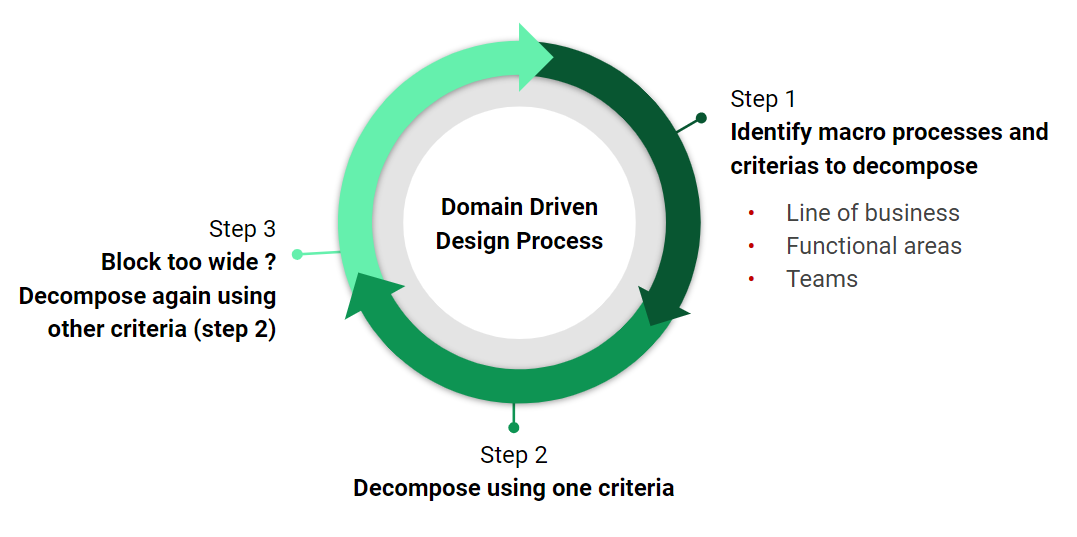 Domain Driven
Design Process
Step 1
Identify macro processes and
criterias to decompose
• Line of business
• Functional areas
• Teams
Step 2
Decompose using one criteria
Step 3
Block too wide ?
Decompose again using
other criteria (step 2)